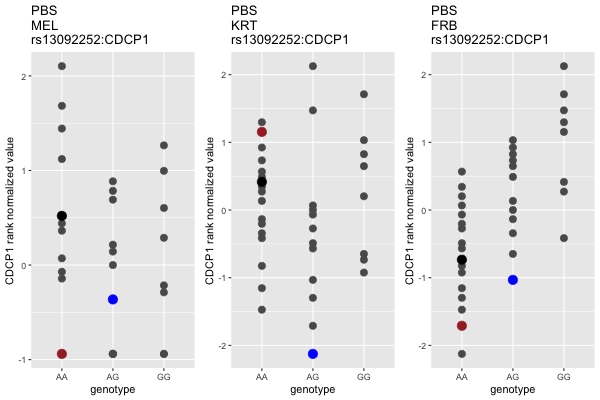 PBS
MEL
rs13092252:CDCP1
CDCP1 rank normalized value
2
1
0
-1
AA
AG
GG
genotype
PBS
KRT
rs13092252:CDCP1
CDCP1 rank normalized value
2
1
0
-1
-2
AA
AG
GG
genotype
PBS
FRB
rs13092252:CDCP1
CDCP1 rank normalized value
2
1
0
-1
-2
AA
AG
GG
genotype